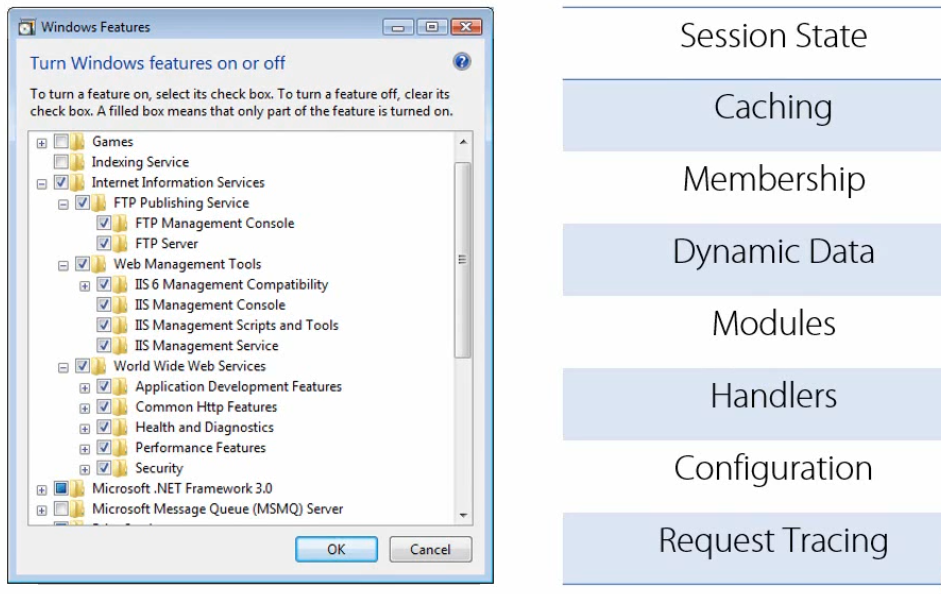 Windows Features
Turn Windows features on or off
To turn a feature on, select its check box. To turn a feature off, clear its
check box. A filled box means that only part of the feature is turned on.
Games
Indexing Service
Internet Information Services
FTP Publishing Service
FTP Management Console
FTP Server
Web Management Tools
IIS 6 Management Compatibility
IIS Management Console
IIS Management Scripts and Tools
IIS Management Service
World Wide Web Services
Application Development Features
Common Http Features
Health and Diagnostics
Performance Features
Security
Microsoft .NET Framework 3.0
Microsoft Message Queue (MSMQ) Server
OK
Cancel
Session State
Caching
Membership
Dynamic Data
Modules
Handlers
Configuration
Request Tracing